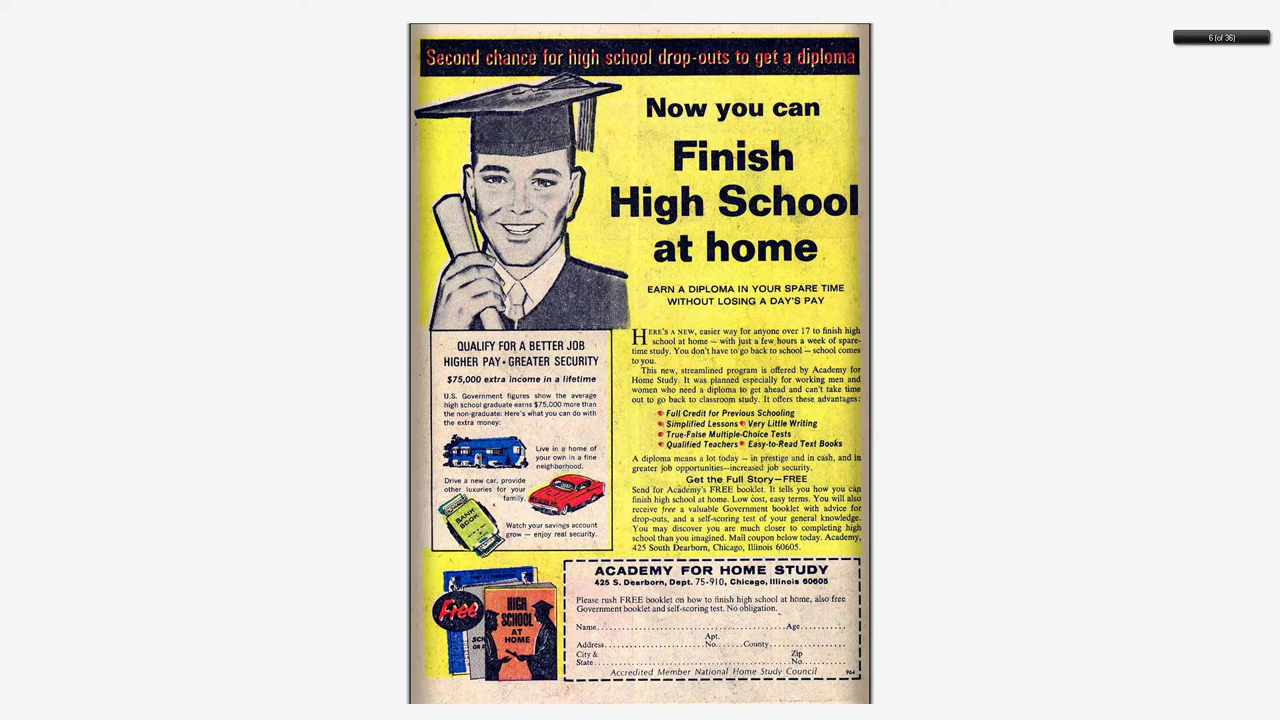 6 (of 36)
Second chance for high school drop-outs to get a diploma
Now you can
Finish
High School
at home
EARN A DIPLOMA IN YOUR SPARE TIME
WITHOUT LOSING A DAY'S PAY
HERE'S A NEW, easier way for anyone over 17 to finish high
school at home — with just a few hours a week of spare-
time study. You don't have to go back to school — school comes
to you.
This new, streamlined program is offered by Academy for
Home Study. It was planned especially for working men and
women who need a diploma to get ahead and can't take time
out to go back to classroom study. It offers these advantages:
Full Credit for Previous Schooling
Simplified Lessons Very Little Writing
True-False Multiple-Choice Tests
Qualified Teachers Easy-to-Read Text Books
A diploma means a lot today — in prestige and in cash, and in
greater job opportunities—increased job security.
Get the Full Story—FREE
Send for Academy's FREE booklet. It tells you how you can
finish high school at home. Low cost, easy terms. You will also
receive free a valuable Government booklet with advice for
drop-outs, and a self-scoring test of your general knowledge.
You may discover you are much closer to completing high
school than you imagined. Mail coupon below today. Academy,
425 South Dearborn, Chicago, Illinois 60605.
QUALIFY FOR A BETTER JOB
HIGHER PAY • GREATER SECURITY
$75,000 extra income in a lifetime
U.S. Government figures show the average
high school graduate earns $75,000 more than
the non-graduate. Here's what you can do with
the extra money:
Live in a home of
your own in a fine
neighborhood.
Drive a new car, provide
other luxuries for your
family.
BANK
BOOK
Watch your savings account
grow — enjoy real security.
Free
HIGH
SCHOOL
AT
HOME
ACADEMY FOR HOME STUDY
425 S. Dearborn, Dept. 75-910, Chicago, Illinois 60605
Please rush FREE booklet on how to finish high school at home, also free
Government booklet and self-scoring test. No obligation.
Name.......................................Age..........
Apt.
Address.......................No......County................
City & Zip
State.......................................No..........
Accredited Member National Home Study Council 964